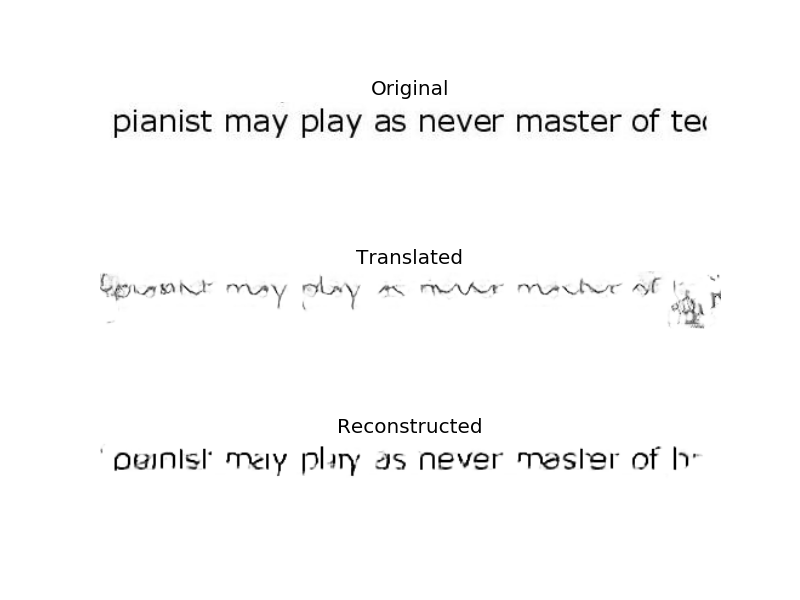 Original
pianist may play as never master of tec
Translated
may play as never master of
Reconstructed
may play as never master of